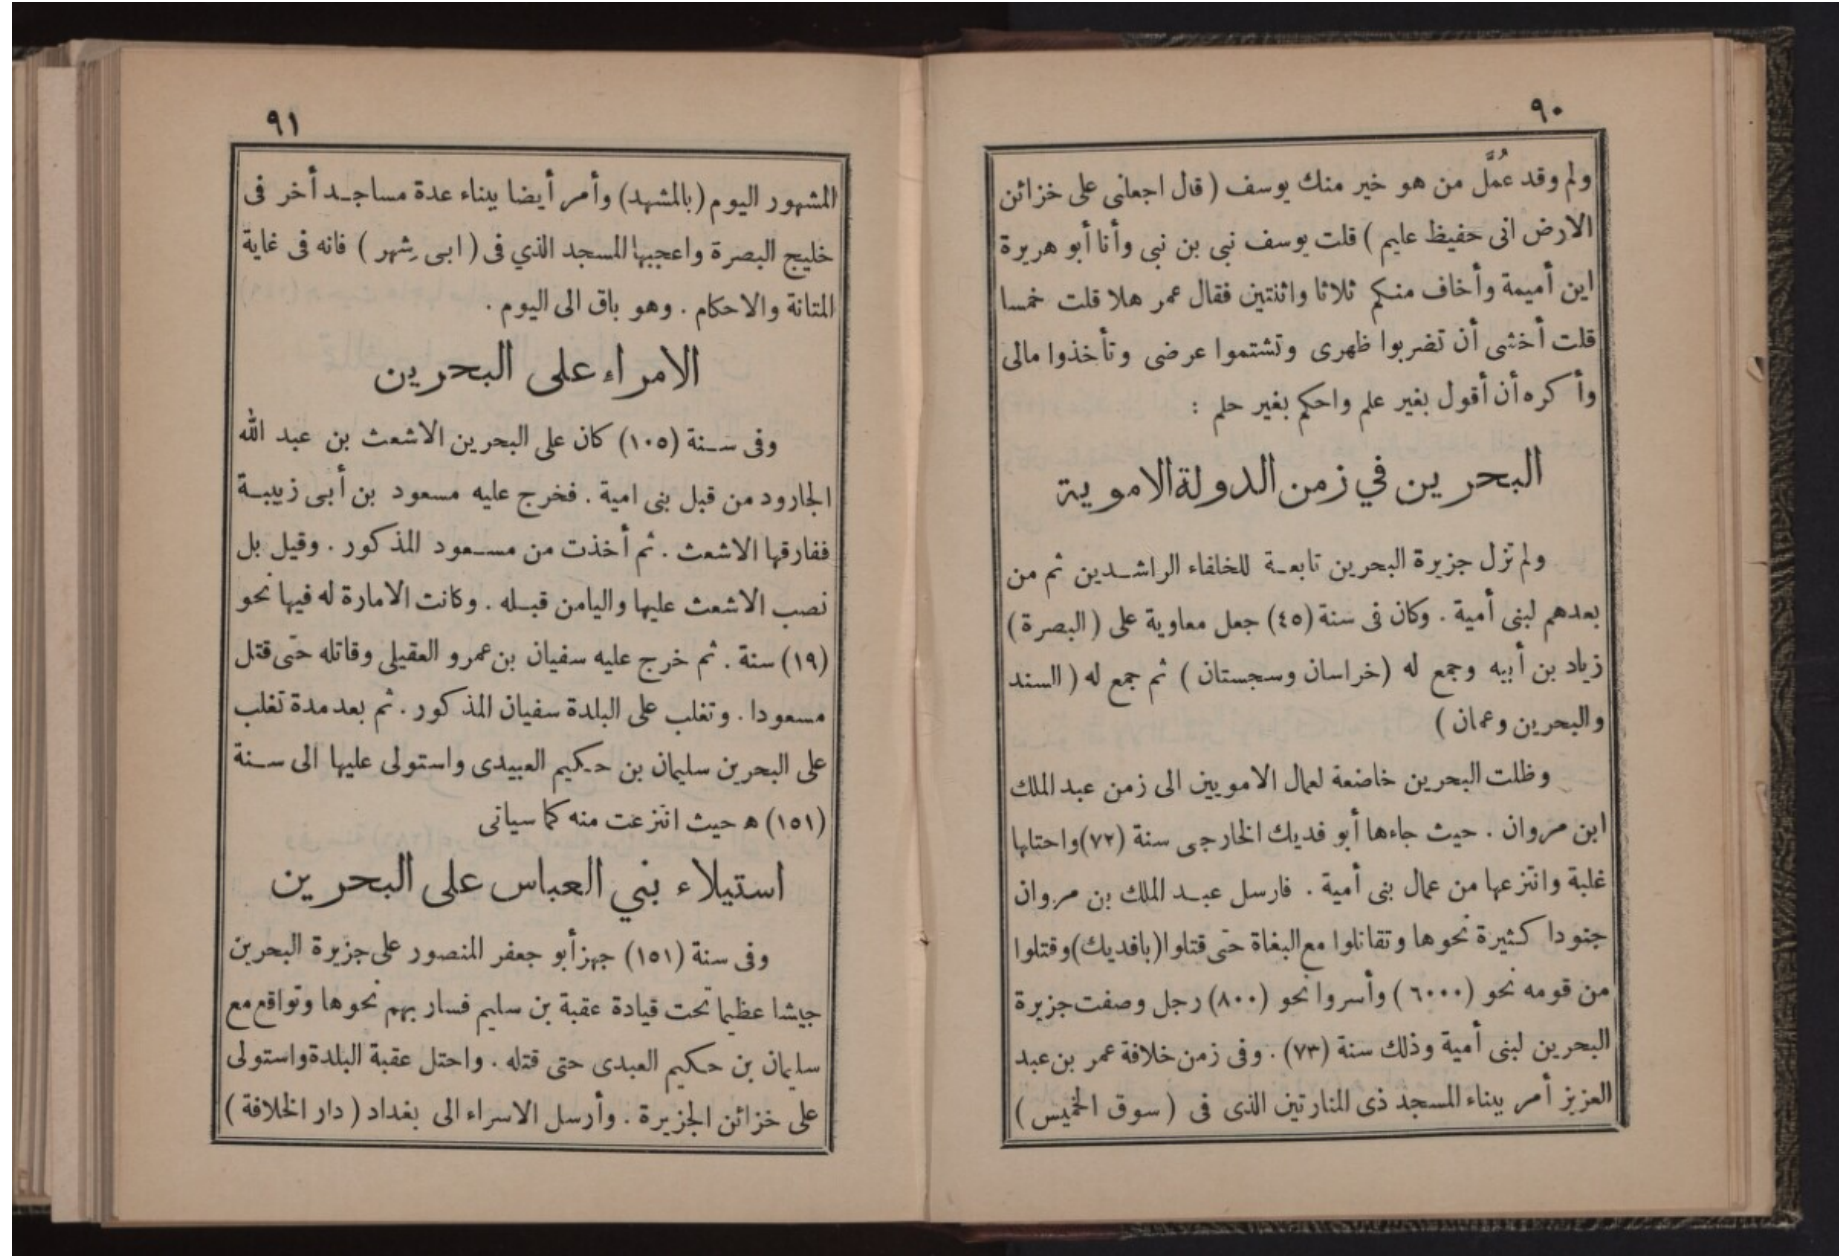 ٩٠
ولم وقد عُمَّل من هو خير منك يوسف ( قال اجعلنى على خزائن
الارض انى حفيظ عليم ) قلت يوسف نبى بن نبى وأنا أبو هريرة
ابن أميمة وأخاف منكم ثلاثا واثنتين فقال عمر هلا قلت خمسا
قلت أخشى أن تضربوا ظهرى وتشتموا عرضى وتأخذوا مالى
وأكره أن أقول بغير علم واحكم بغير حلم :
البحرين في زمن الدولة الاموية
ولم تزل جزيرة البحرين تابعة للخلفاء الراشدين ثم من
بعدهم لبنى أمية . وكان فى سنة (٤٥) جعل معاوية على ( البصرة )
زياد بن أبيه وجمع له ( خراسان وسجستان ) ثم جمع له ( السند
والبحرين وعمان )
وظلت البحرين خاضعة لعمال الامويين الى زمن عبد الملك
ابن مروان . حيث جاءها أبو فديك الخارجى سنة (٧٢) واحتلها
غلبة وانتزعها من عمال بنى أمية . فارسل عبد الملك بن مروان
جنودا كثيرة نحوها وتقاتلوا مع البغاة حتى قتلوا (بافديك) وقتلوا
من قومه نحو (٦٠٠٠) وأسروا نحو (٨٠٠) رجل وصفت جزيرة
البحرين لبنى أمية وذلك سنة (٧٣) . وفى زمن خلافة عمر بن عبد
العزيز أمر ببناء المسجد ذى المنارتين الذى فى ( سوق الخميس )
٩١
المشهور اليوم (بالمشهد) وأمر أيضا ببناء عدة مساجد أخر فى
خليج البصرة واعجبها المسجد الذي فى ( ابى شِهر ) فانه فى غاية
المتانة والاحكام . وهو باق الى اليوم .
الامراء على البحرين
وفى سنة (١٠٥) كان على البحرين الاشعث بن عبد الله
الجارود من قبل بنى امية . فخرج عليه مسعود بن أبى زيبية
ففارقها الاشعث . ثم أخذت من مسعود المذكور . وقيل بل
نصب الاشعث عليها واليا من قبله . وكانت الامارة له فيها نحو
(١٩) سنة . ثم خرج عليه سفيان بن عمرو العقيلى وقاتله حتى قتل
مسعودا . وتغلب على البلدة سفيان المذكور . ثم بعد مدة تغلب
على البحرين سليمان بن حكيم العبيدى واستولى عليها الى سنة
(١٥١) ه حيث انتزعت منه كما سياتى
استيلاء بني العباس على البحرين
وفى سنة (١٥١) جهز أبو جعفر المنصور على جزيرة البحرين
جيشا عظيما تحت قيادة عقبة بن سليم فسار بهم نحوها وتواقع مع
سليمان بن حكيم العبدى حتى قتله . واحتل عقبة البلدة واستولى
على خزائن الجزيرة . وأرسل الاسراء الى بغداد ( دار الخلافة )